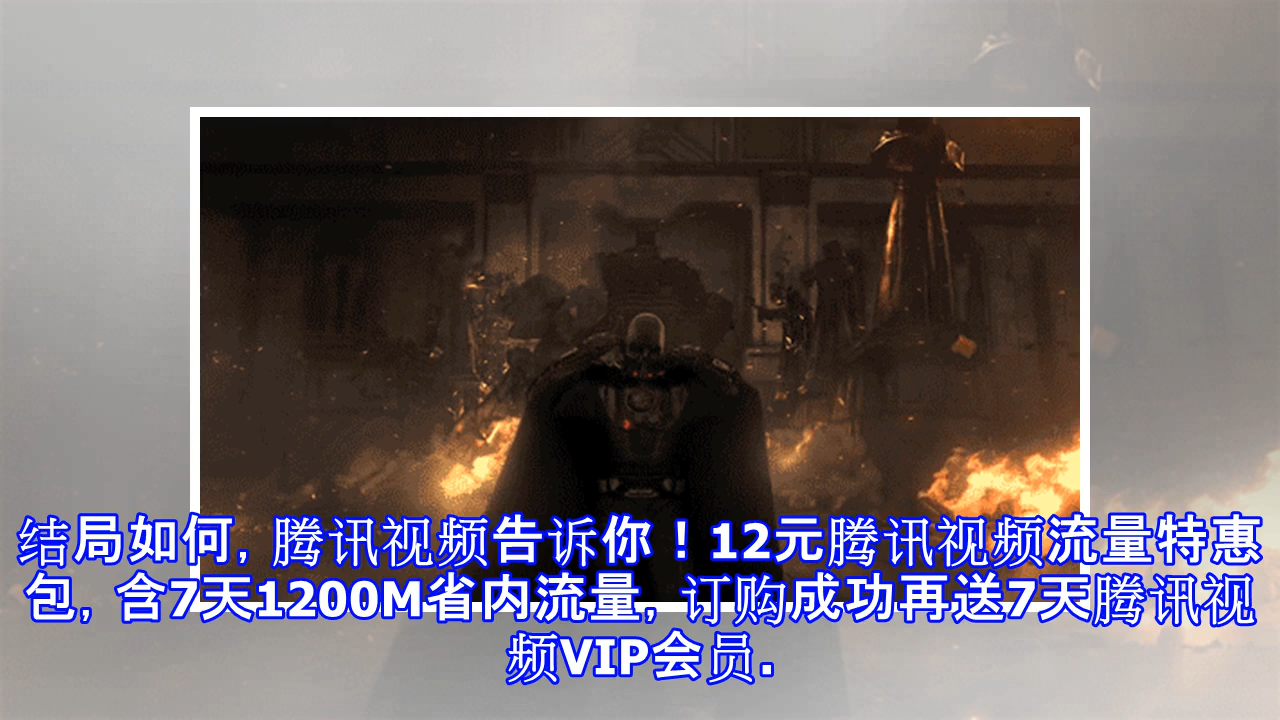 结局如何, 腾讯视频告诉你！12元腾讯视频流量特惠
包, 含7天1200M省内流量, 订购成功再送7天腾讯视
频VIP会员.